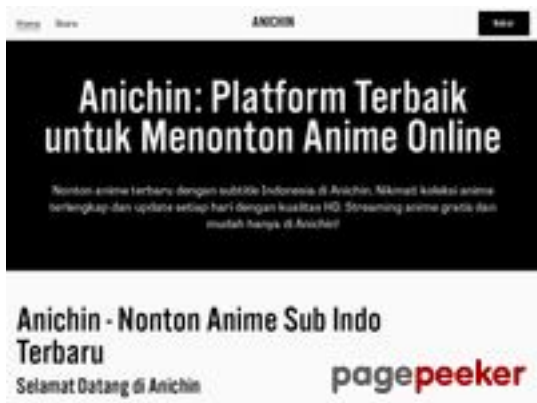 Home Store
ANICHIN
Anichin: Platform Terbaik
untuk Menonton Anime Online
Nonton anime terbaru dengan subtitle Indonesia di Anichin. Nikmati koleksi anime
terlengkap dan update setiap hari dengan kualitas HD. Streaming anime gratis dan
mudah hanya di Anichin!
Anichin - Nonton Anime Sub Indo
Terbaru
Selamat Datang di Anichin
pagepeeker